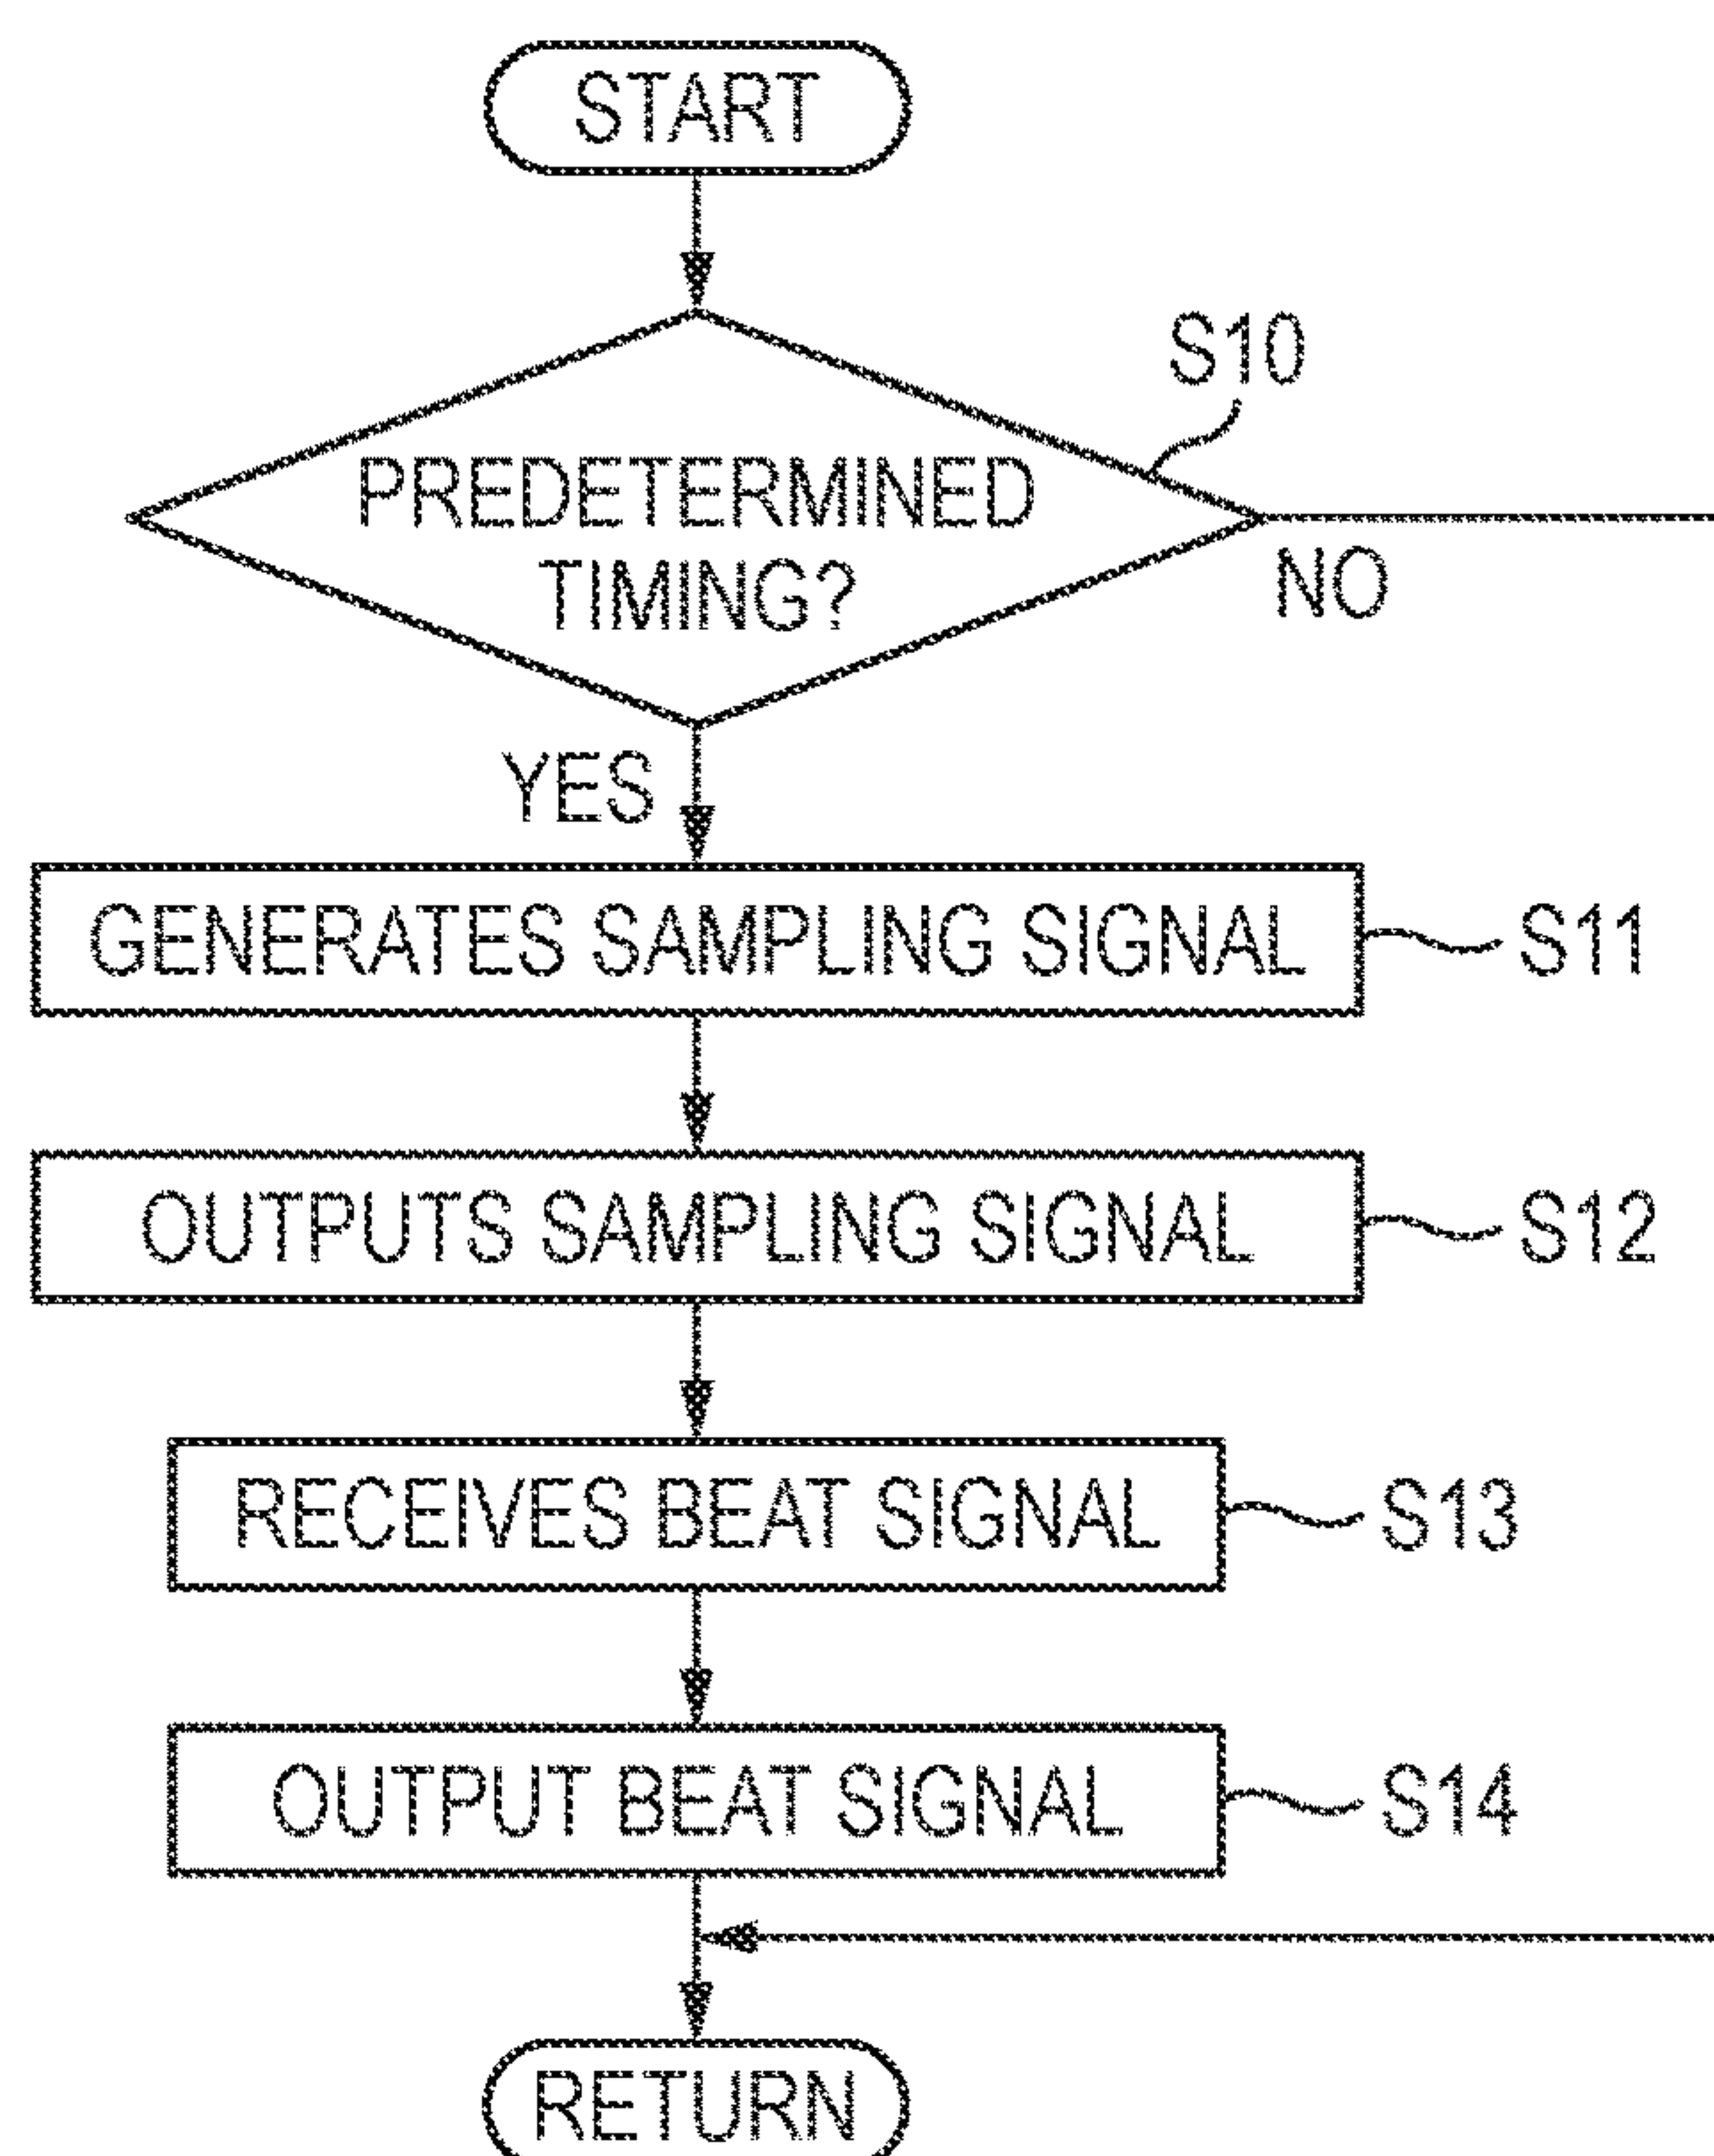 START
S10
PREDETERMINED
TIMING?
NO
YES
GENERATES SAMPLING SIGNAL
S11
OUTPUTS SAMPLING SIGNAL
S12
RECEIVES BEAT SIGNAL
S13
OUTPUT BEAT SIGNAL
S14
RETURN